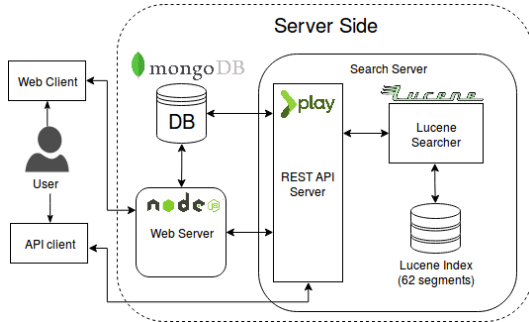 Server Side
mongoDB
Search Server
Web Client
play
Lucene
DB
Lucene
Searcher
REST API
Server
User
node
JS
Web Server
API client
Lucene Index
(62 segments)